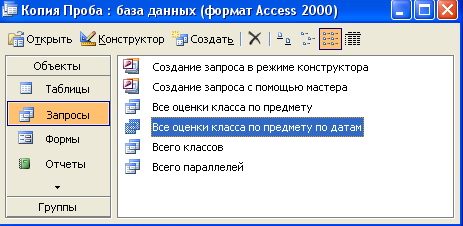 Копия Проба : база данных (формат Access 2000)
Открыть Конструктор Создать
Объекты
Таблицы
Запросы
Формы
Отчеты
Группы
Создание запроса в режиме конструктора
Создание запроса с помощью мастера
Все оценки класса по предмету
Все оценки класса по предмету по датам
Всего классов
Всего параллелей